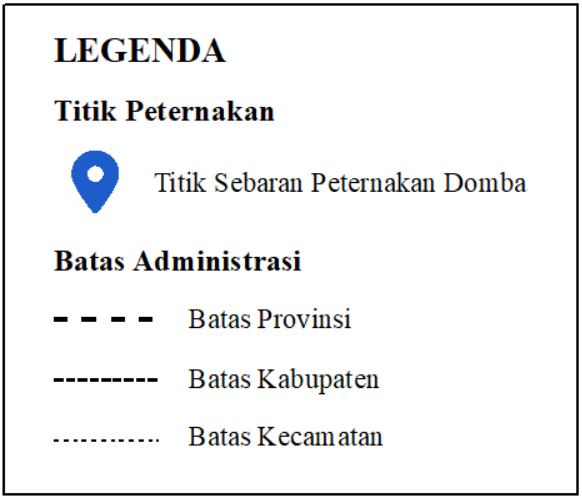 LEGENDA
Titik Peternakan
Titik Sebaran Peternakan Domba
Batas Administrasi
Batas Provinsi
Batas Kabupaten
Batas Kecamatan